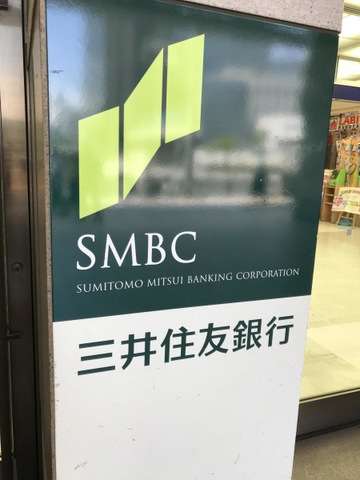 SMBC
SUMITOMO MITSUI BANKING CORPORATION
三井住友銀行